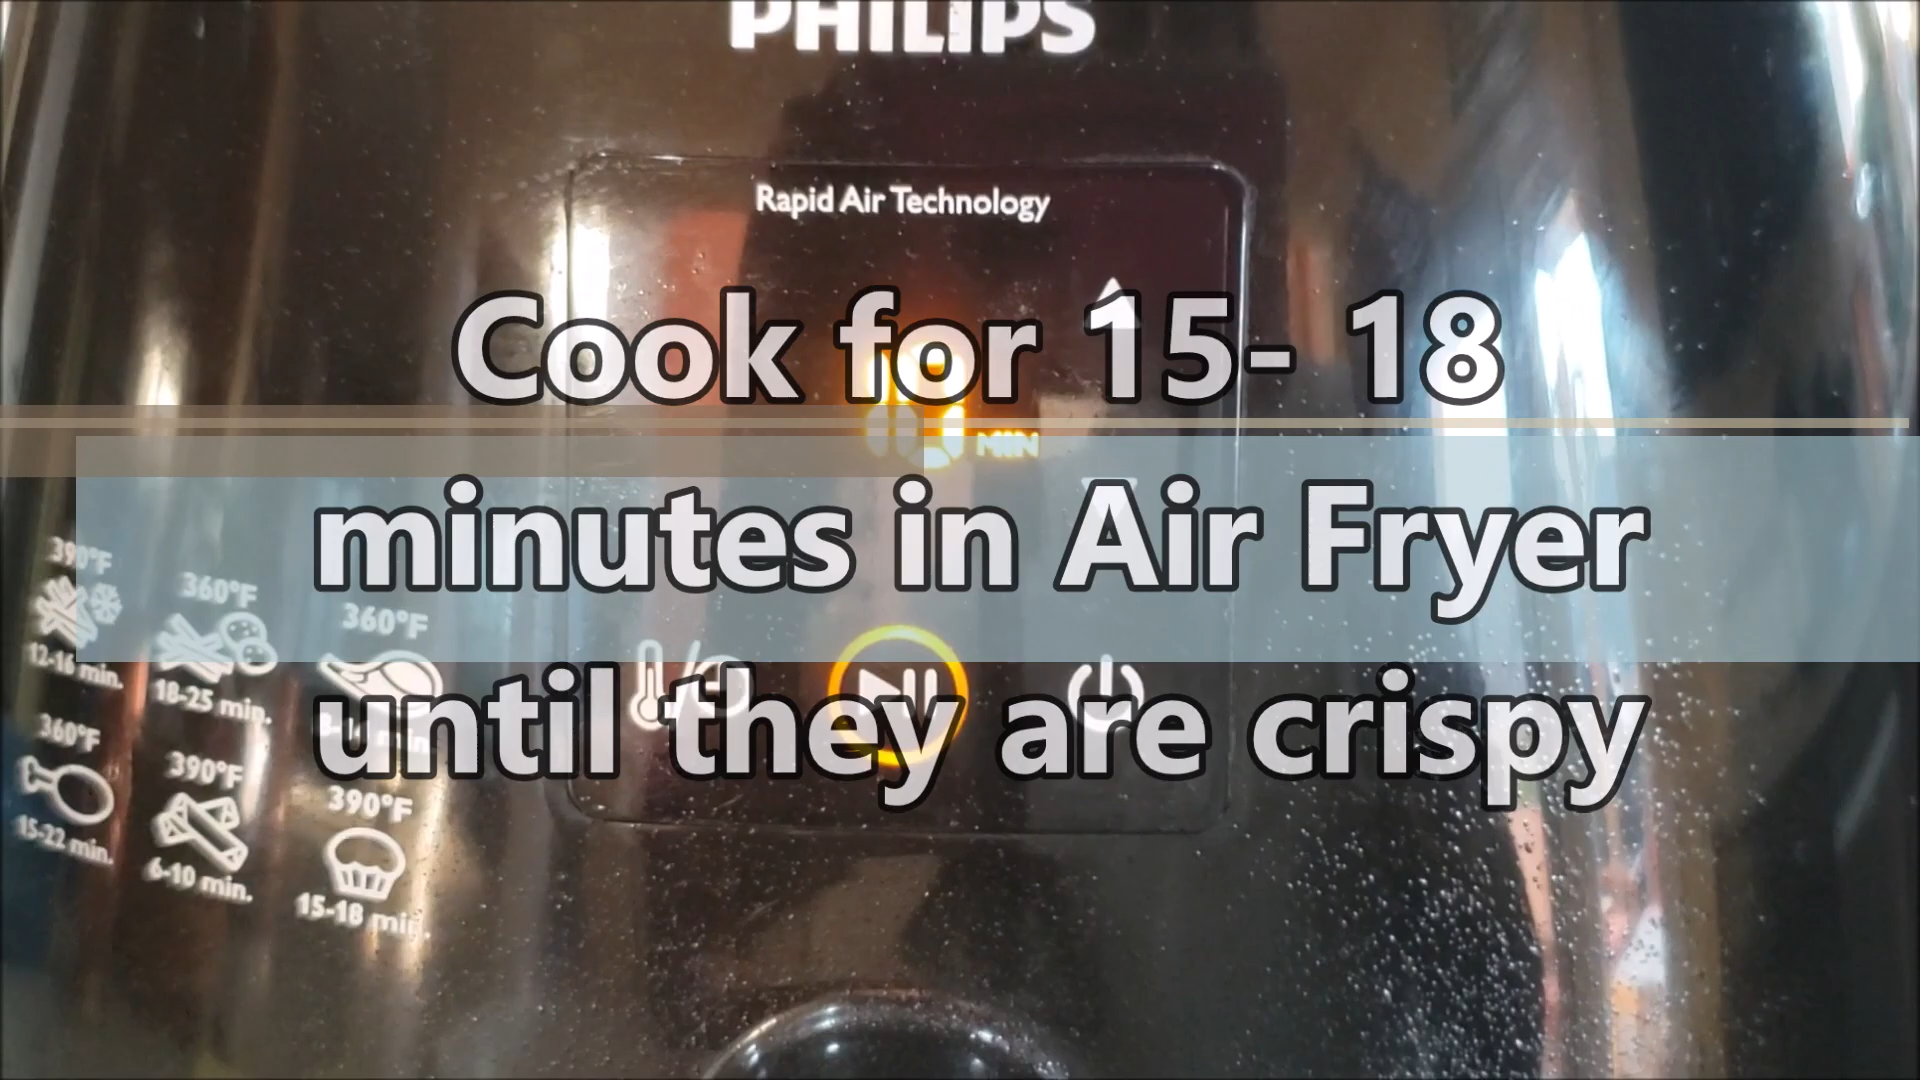 PHILIPS
Rapid Air Technology
Cook for 15- 18
MIN
minutes in Air Fryer
until they are crispy
390°F
12-16 min.
360°F
18-25 min.
360°F
360°F
15-22 min.
390°F
6-10 min.
390°F
15-18 min.